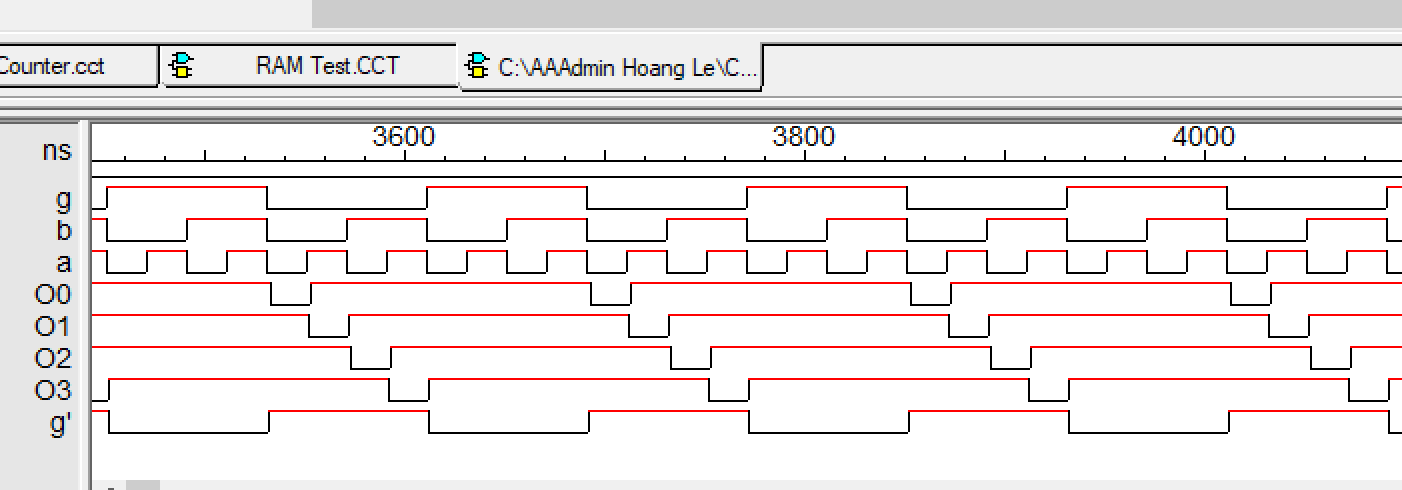 Counter.cct RAM Test.CCT C:\AAAdmin Hoang Le\C...
ns 3600 3800 4000
g
b
a
O0
O1
O2
O3
g'